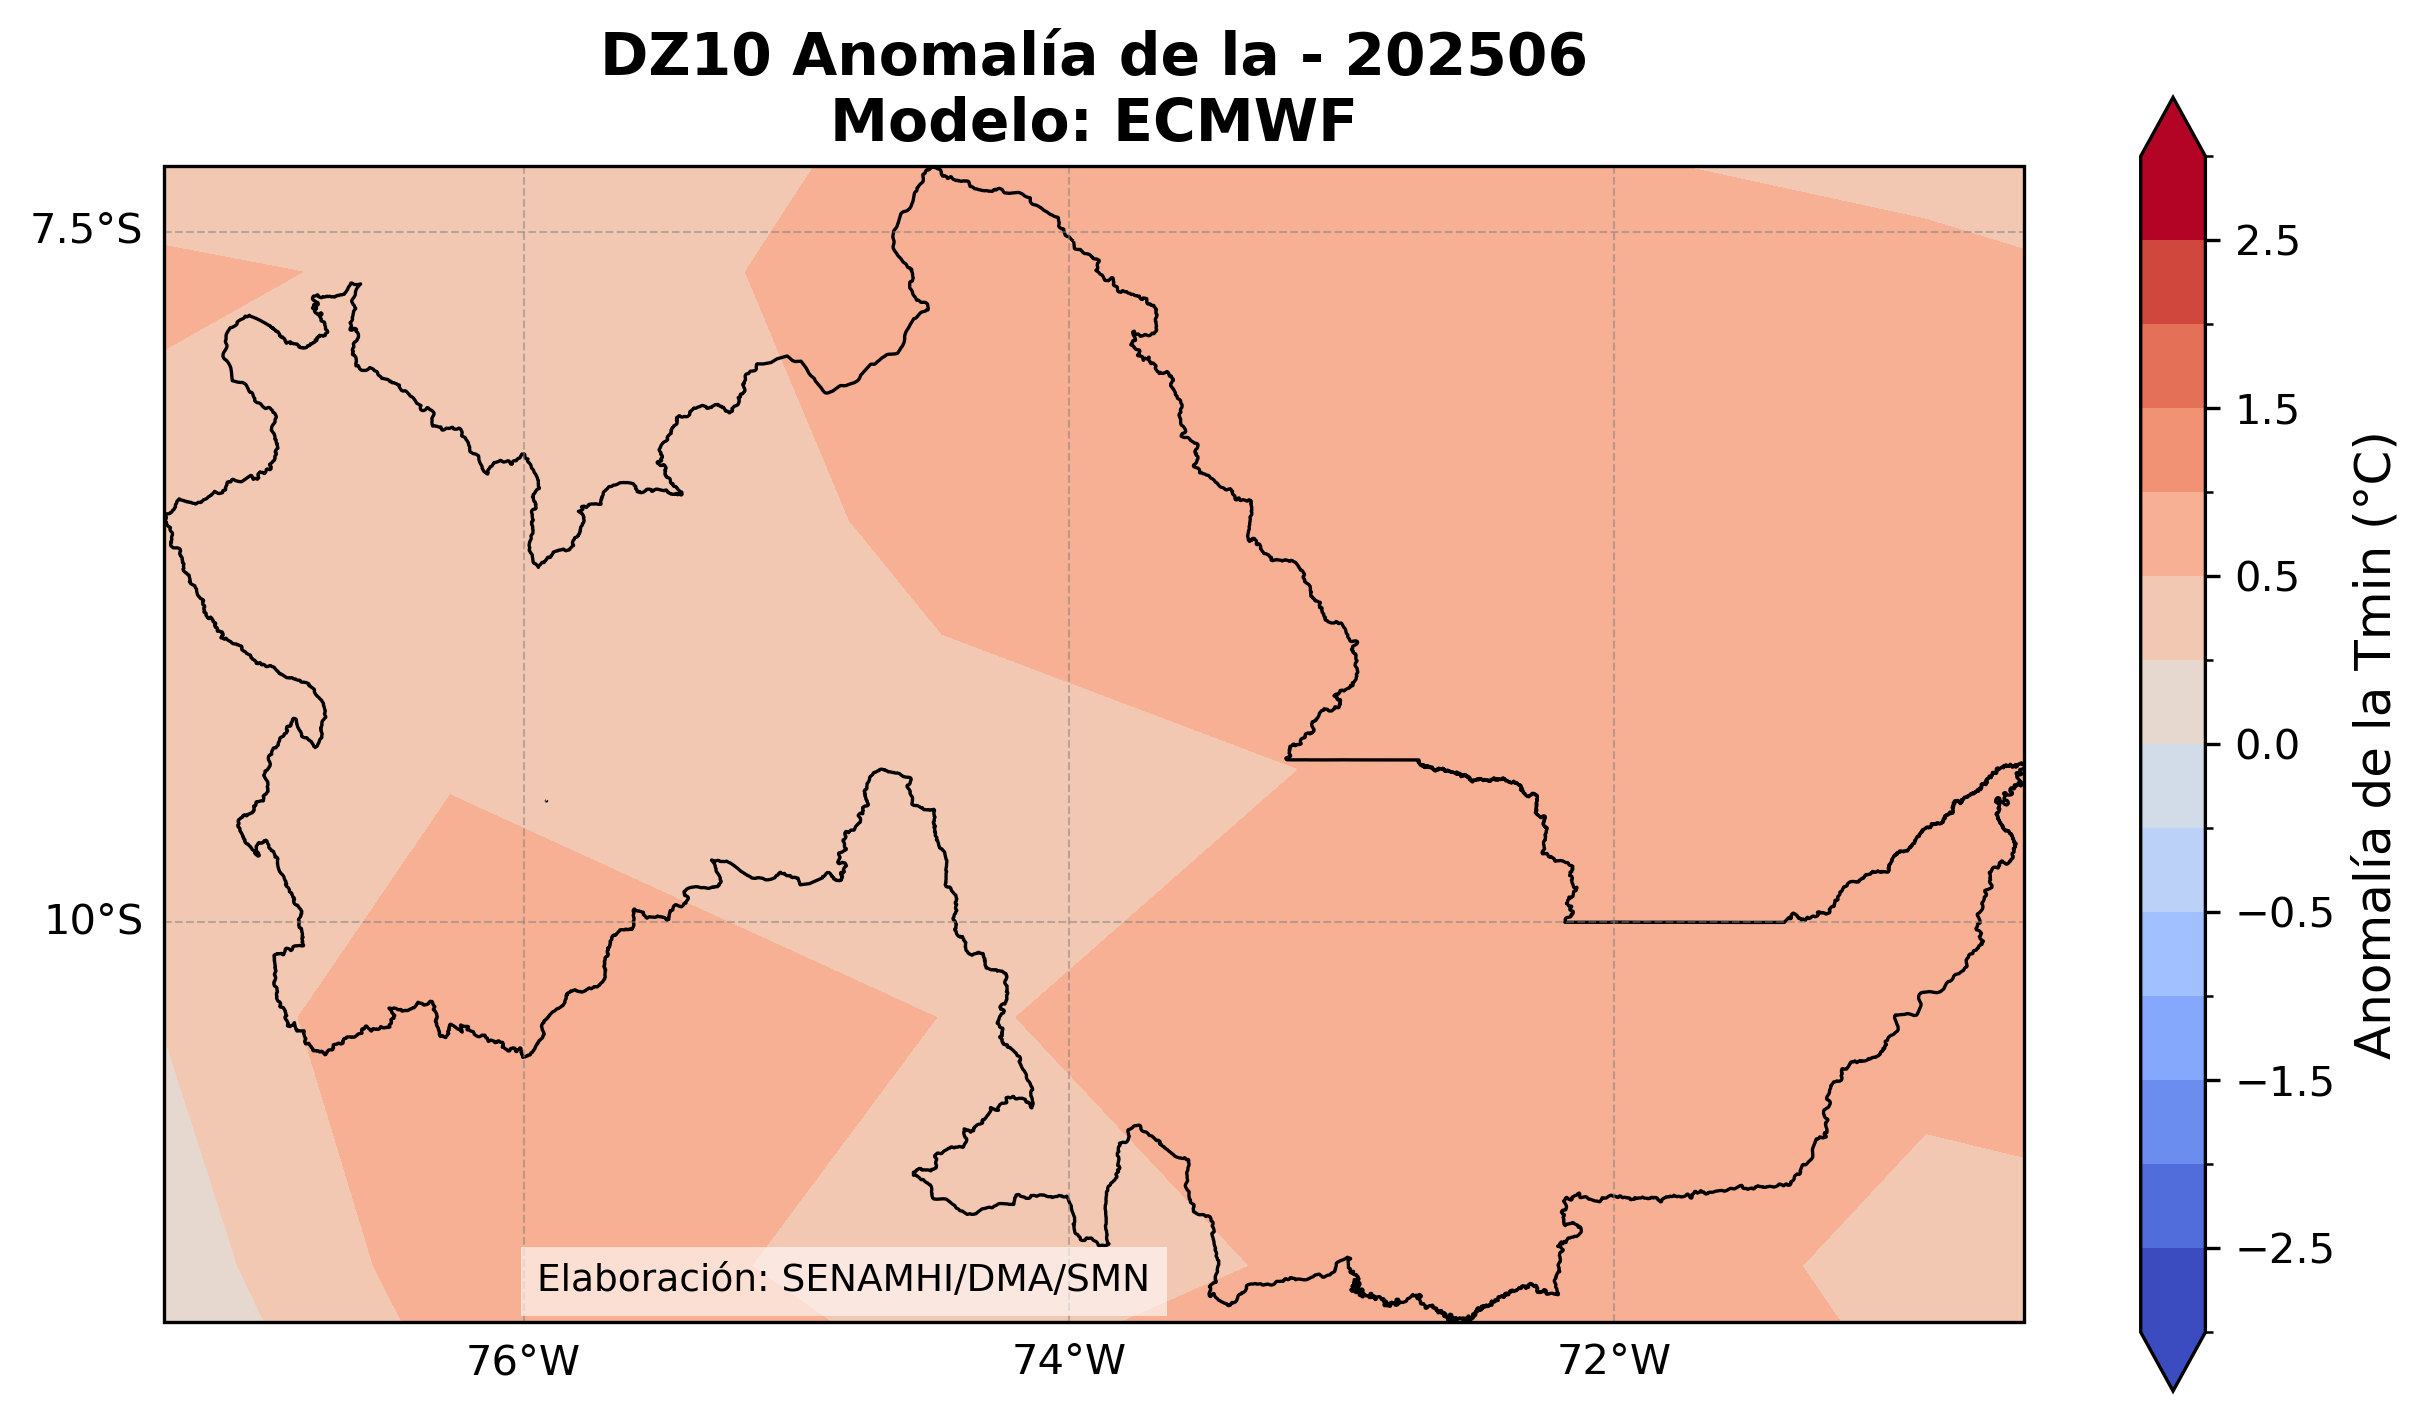 DZ10 Anomalía de la - 202506
Modelo: ECMWF
7.5°S
10°S
76°W
74°W
72°W
Elaboración: SENAMHI/DMA/SMN
2.5
1.5
0.5
0.0
−0.5
−1.5
−2.5
Anomalía de la Tmin (°C)